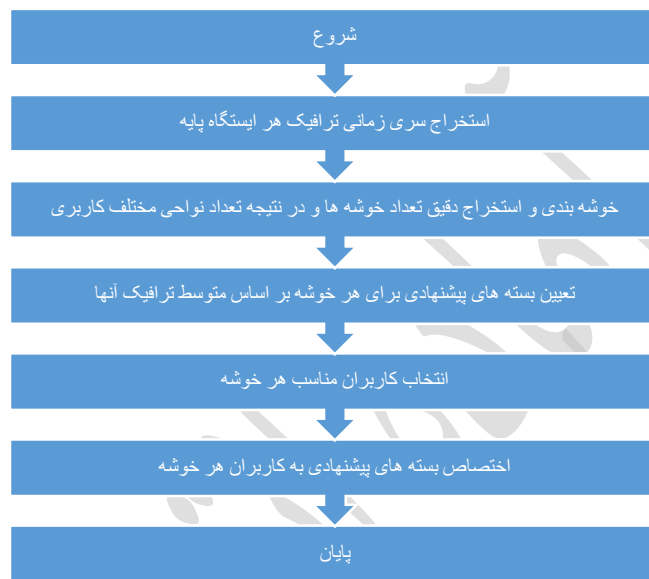 شروع
استخراج سری زمانی ترافیک هر ایستگاه پایه
خوشه بندی و استخراج دقیق تعداد خوشه ها و در نتیجه تعداد نواحی مختلف کاربری
تعیین بسته های پیشنهادی برای هر خوشه بر اساس متوسط ترافیک آنها
انتخاب کاربران مناسب هر خوشه
اختصاص بسته های پیشنهادی به کاربران هر خوشه
پایان